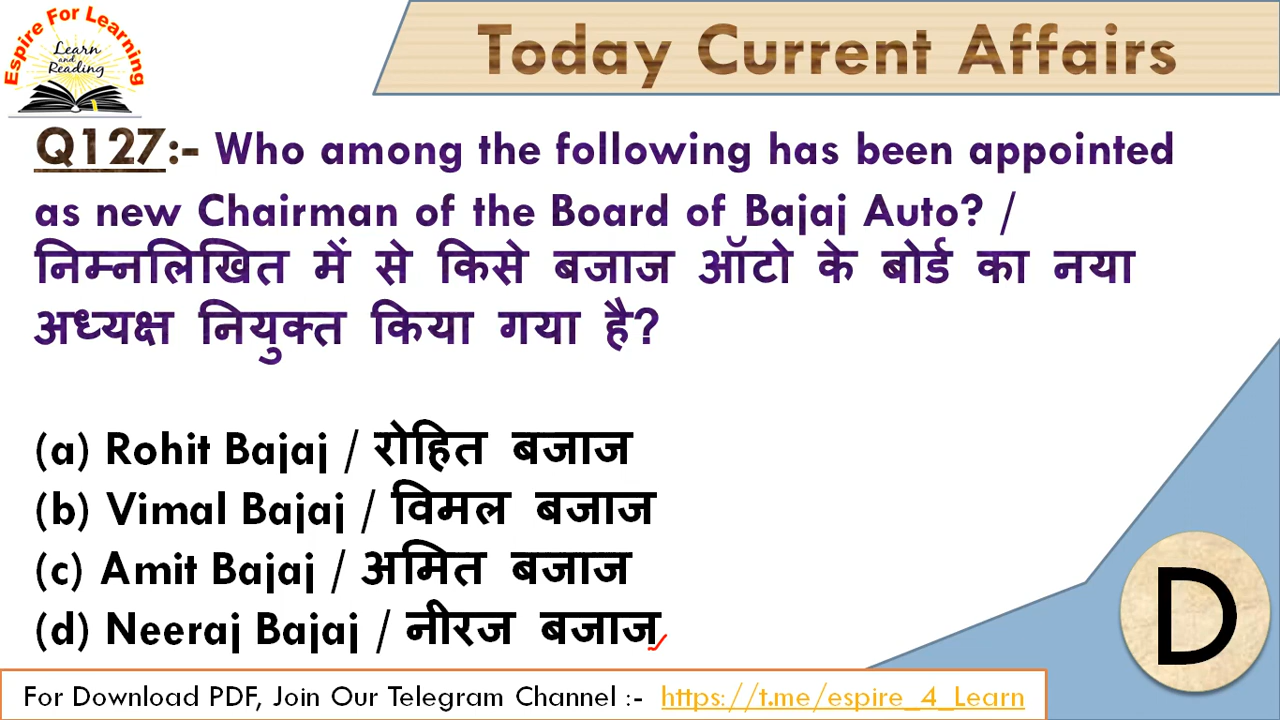 Espire For Learning
Learn
and
Reading
Today Current Affairs
Q127:- Who among the following has been appointed
as new Chairman of the Board of Bajaj Auto? /
निम्नलिखित में से किसे बजाज ऑटो के बोर्ड का नया
अध्यक्ष नियुक्त किया गया है?
(a) Rohit Bajaj / रोहित बजाज
(b) Vimal Bajaj / विमल बजाज
(c) Amit Bajaj / अमित बजाज
(d) Neeraj Bajaj / नीरज बजाज
D
For Download PDF, Join Our Telegram Channel :- https://t.me/espire_4_Learn